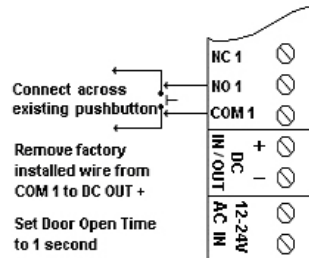 NC 1
NO 1
COM 1
Connect across
existing pushbutton
Remove factory
installed wire from
COM 1 to DC OUT +
Set Door Open Time
to 1 second
DC
IN / OUT
+
−
12-24V
AC IN